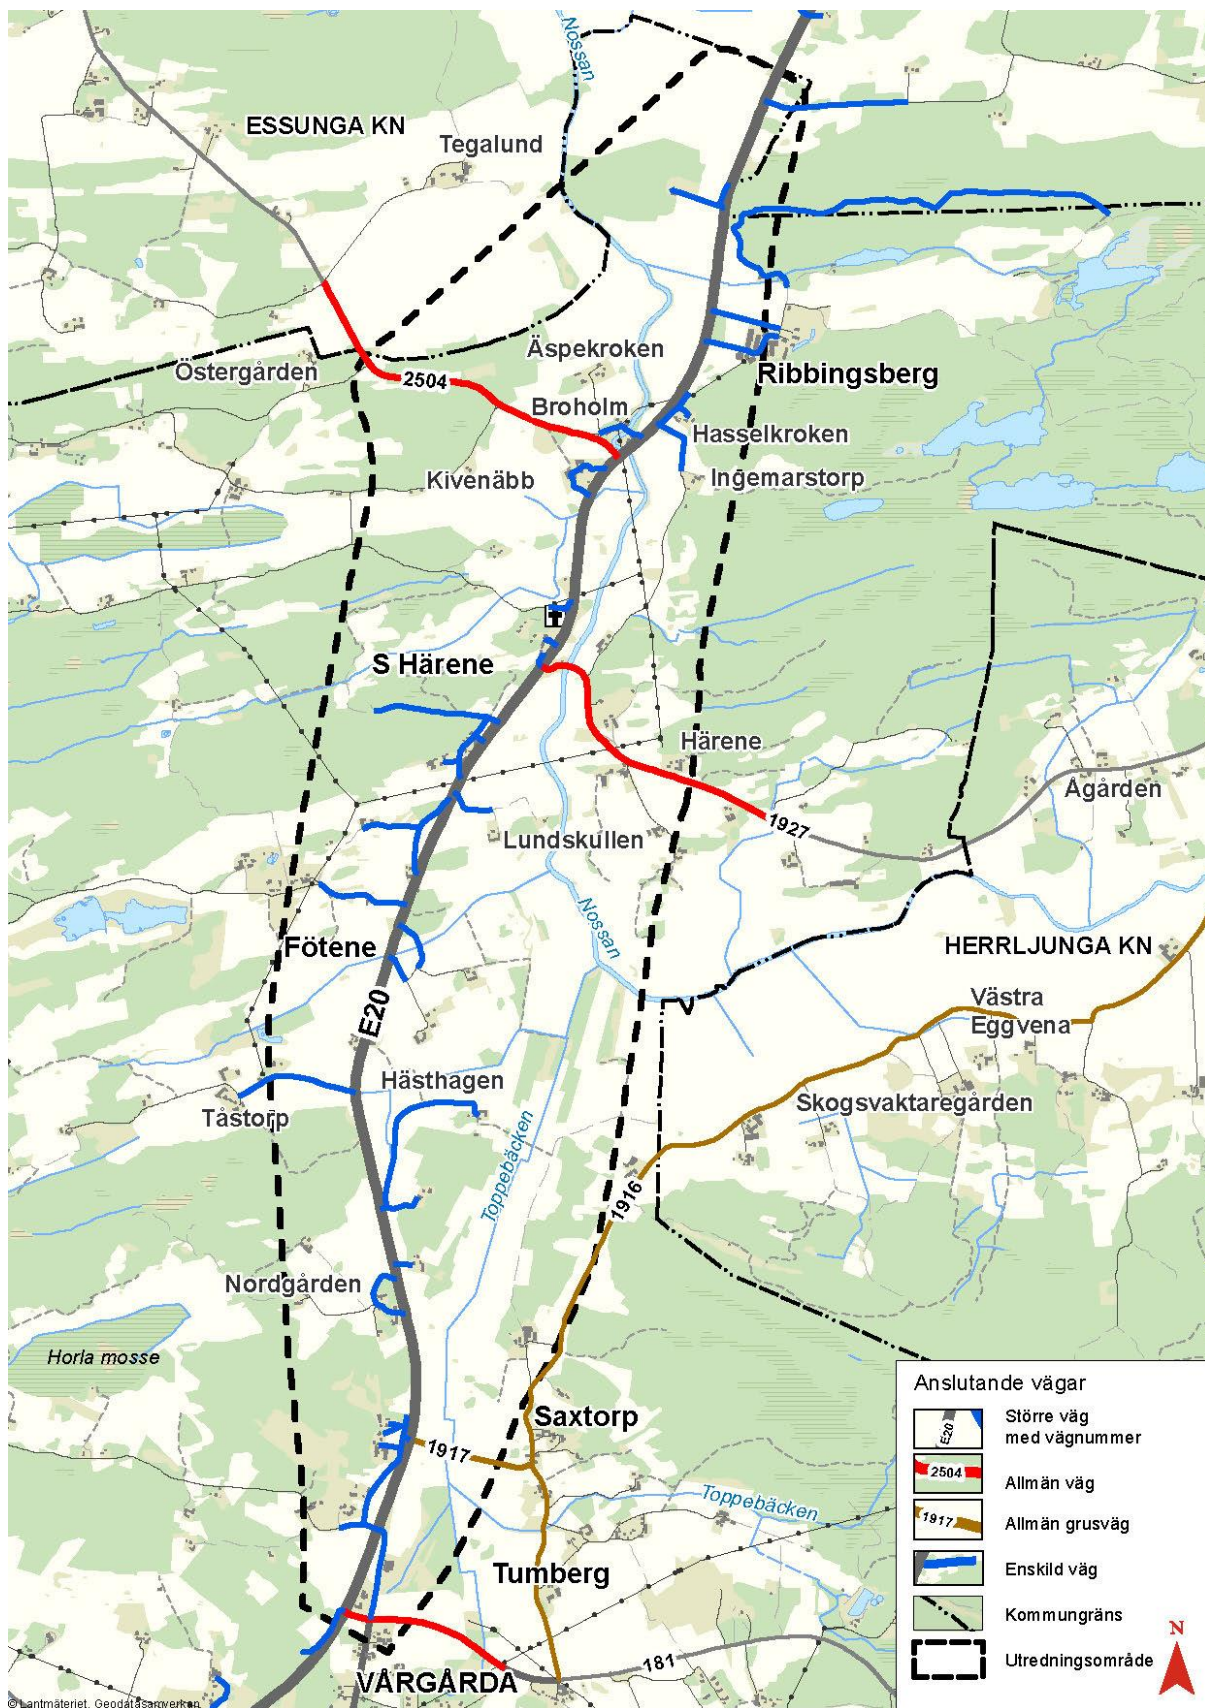 Nossan
ESSUNGA KN
Tegalund
Östergården
2504
Äspekroken
Broholm
Ribbingsberg
Hasselkroken
Kivenäbb
Ingemarstorp
S Härene
Härene
Ågården
1927
Lundskullen
Nossan
Fötene
HERRLJUNGA KN
E20
Västra
Eggvena
Hästhagen
Tåstorp
Skogsvaktaregården
Toppebäcken
1916
Nordgården
Horla mosse
Saxtorp
1917
Toppebäcken
Tumberg
181
VÅRGÅRDA
Anslutande vägar
E20
Större väg
med vägnummer
2504
Allmän väg
1917
Allmän grusväg
Enskild väg
Kommungräns
Utredningsområde
N
© Lantmäteriet, Geodatasamverkan